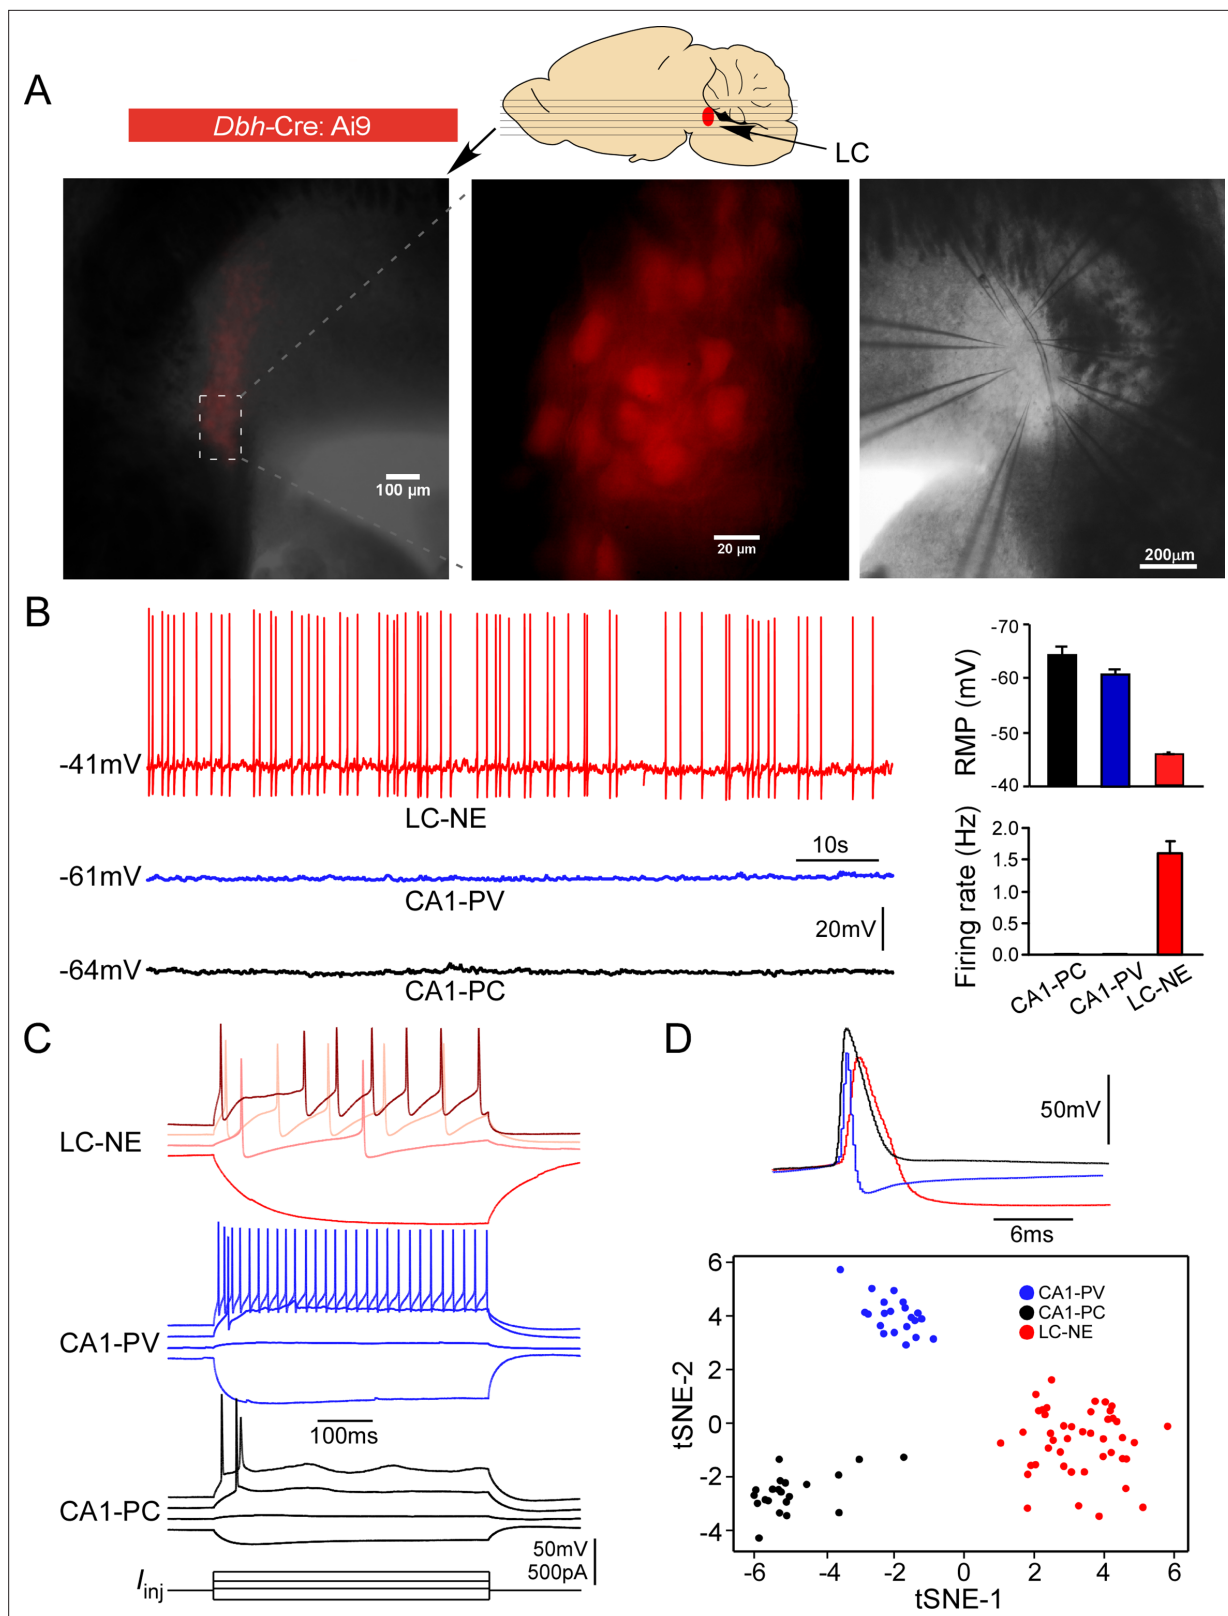 A
Dbh-Cre: Ai9
LC
100 µm
20 µm
200µm
B
-41mV
LC-NE
-61mV
CA1-PV
10s
20mV
-64mV
CA1-PC
-70
-60
-50
-40
RMP (mV)
2.0
1.5
1.0
0.5
0.0
Firing rate (Hz)
CA1-PC
CA1-PV
LC-NE
C
LC-NE
CA1-PV
100ms
CA1-PC
50mV
500pA
Iinj
D
50mV
6ms
6
4
2
0
-2
-4
tSNE-2
CA1-PV
CA1-PC
LC-NE
-6
-4
-2
0
2
4
6
tSNE-1